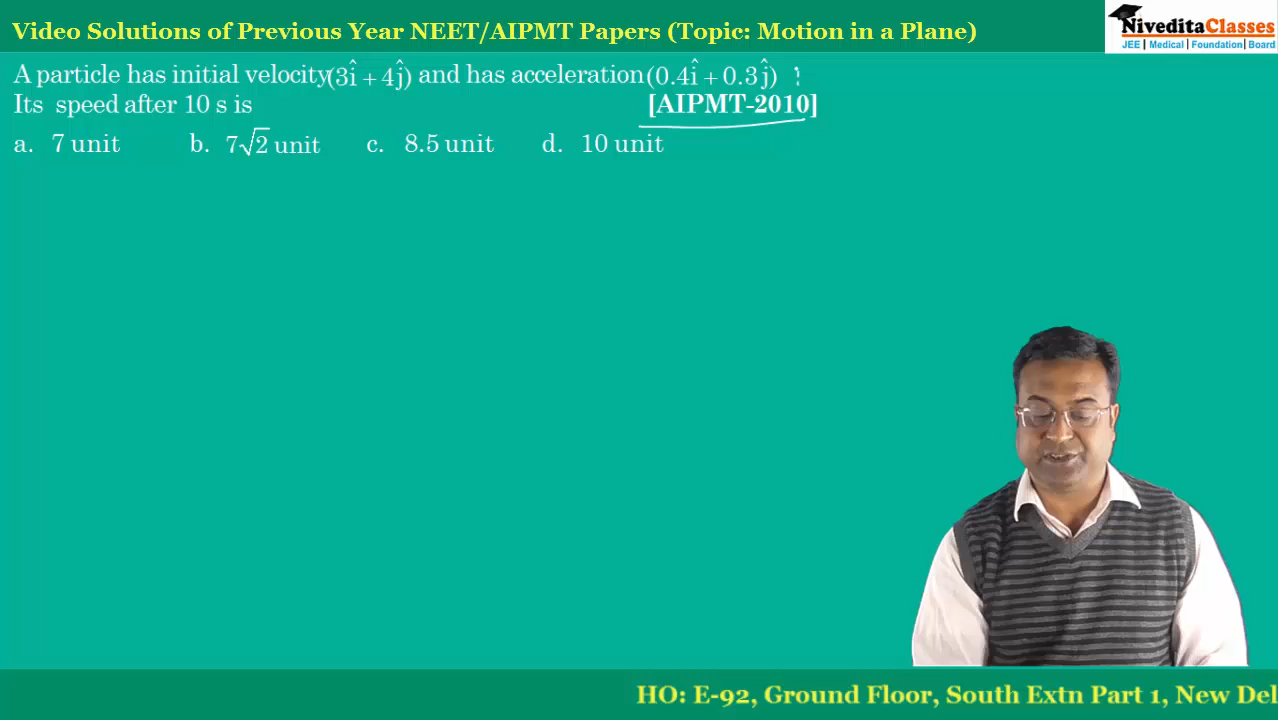 Video Solutions of Previous Year NEET/AIPMT Papers (Topic: Motion in a Plane)
NiveditaClasses
JEE | Medical | Foundation | Board
A particle has initial velocity (3î + 4ĵ) and has acceleration (0.4î + 0.3ĵ)
Its speed after 10 s is [AIPMT-2010]
a. 7 unit b. 7√2 unit c. 8.5 unit d. 10 unit
HO: E-92, Ground Floor, South Extn Part 1, New Del